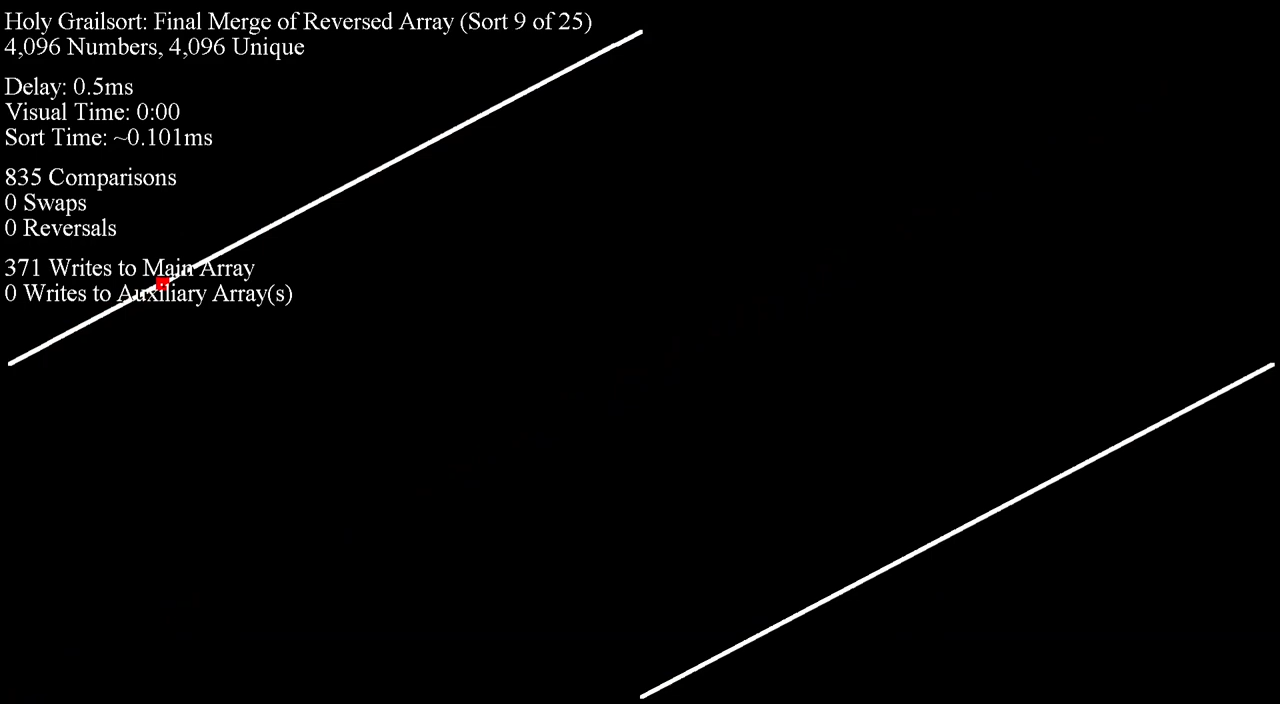 Holy Grailsort: Final Merge of Reversed Array (Sort 9 of 25)
4,096 Numbers, 4,096 Unique
Delay: 0.5ms
Visual Time: 0:00
Sort Time: ~0.101ms
835 Comparisons
0 Swaps
0 Reversals
371 Writes to Main Array
0 Writes to Auxiliary Array(s)